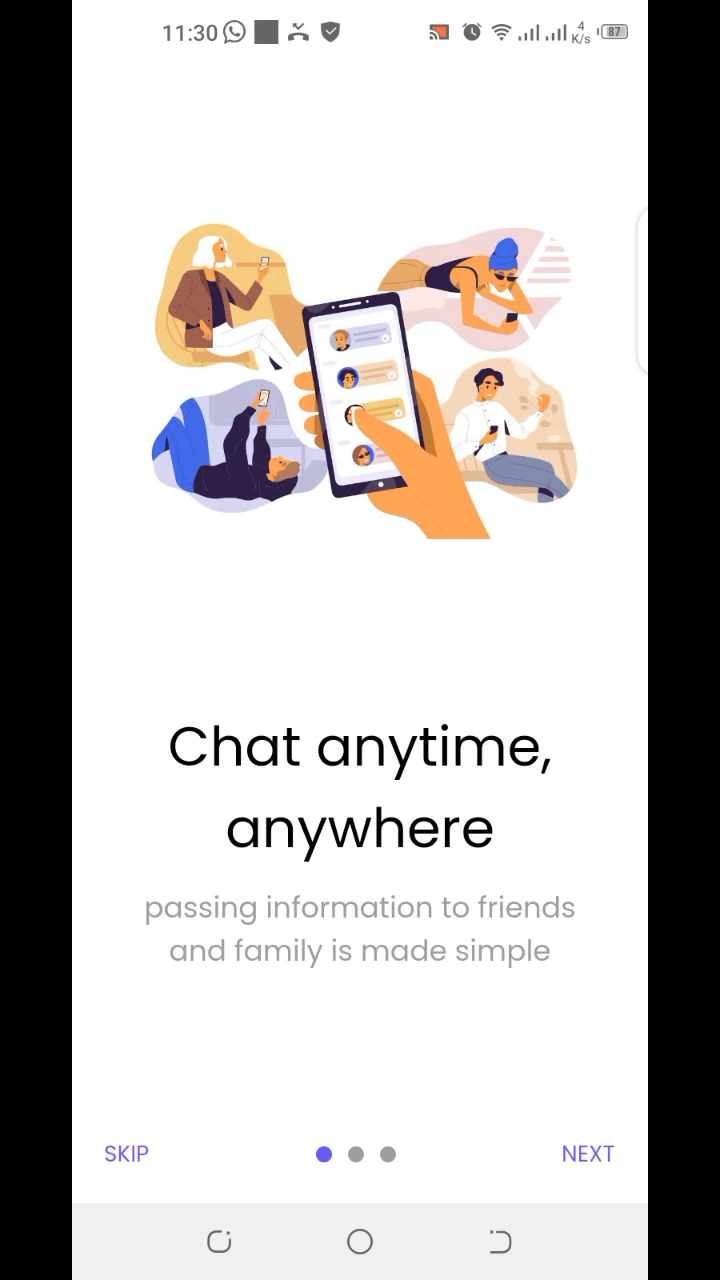 11:30
4
K/s
87
Chat anytime,
anywhere
passing information to friends
and family is made simple
SKIP
NEXT